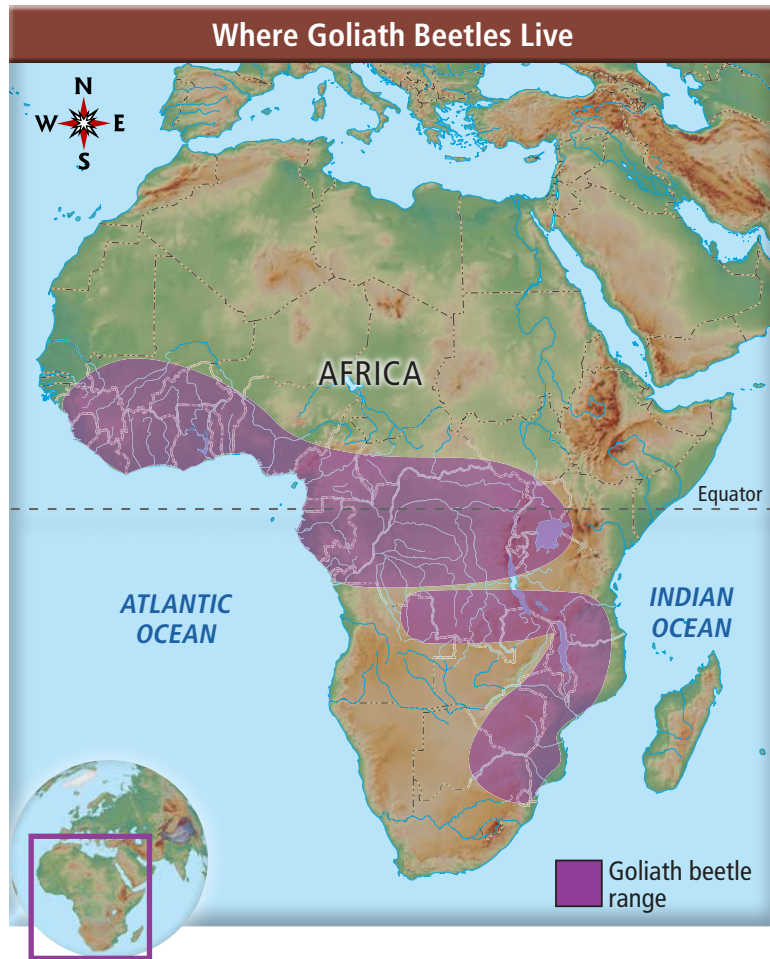 Where Goliath Beetles Live
N
W E
S
AFRICA
Equator
ATLANTIC
OCEAN
INDIAN
OCEAN
Goliath beetle
range